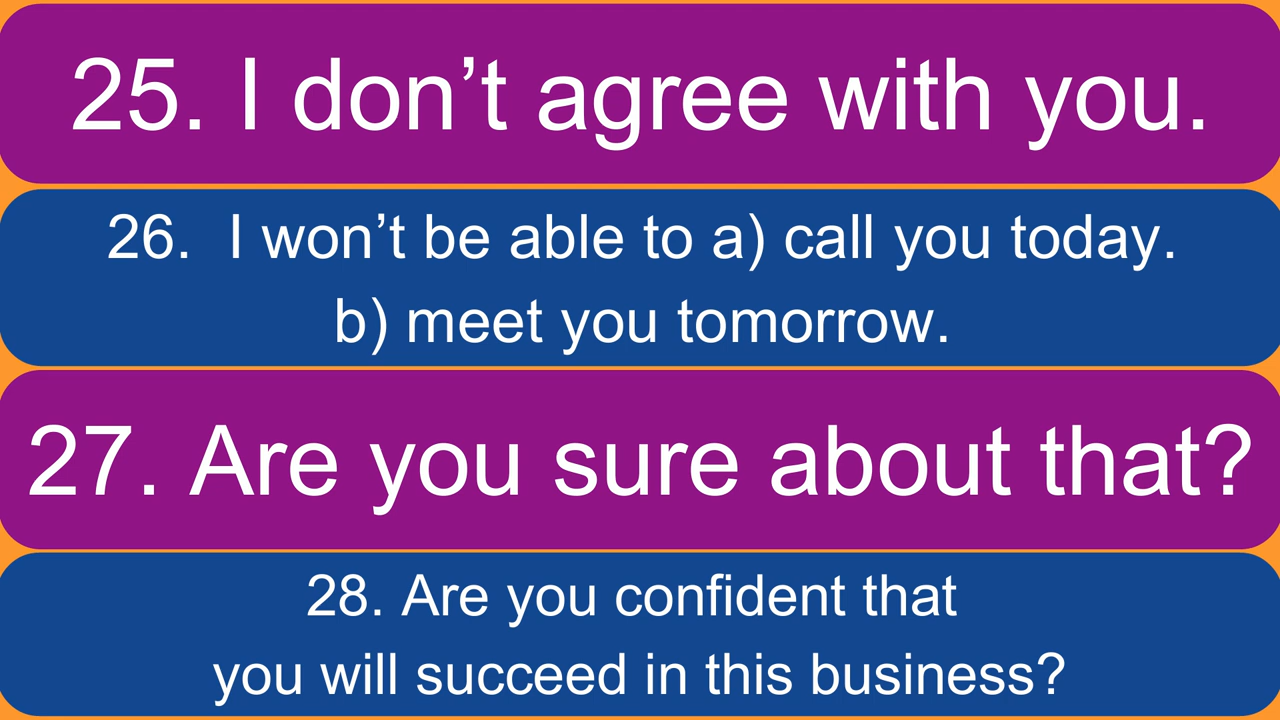 25. I don’t agree with you.
26.  I won’t be able to a) call you today.
b) meet you tomorrow.
27. Are you sure about that?
28. Are you confident that
you will succeed in this business?